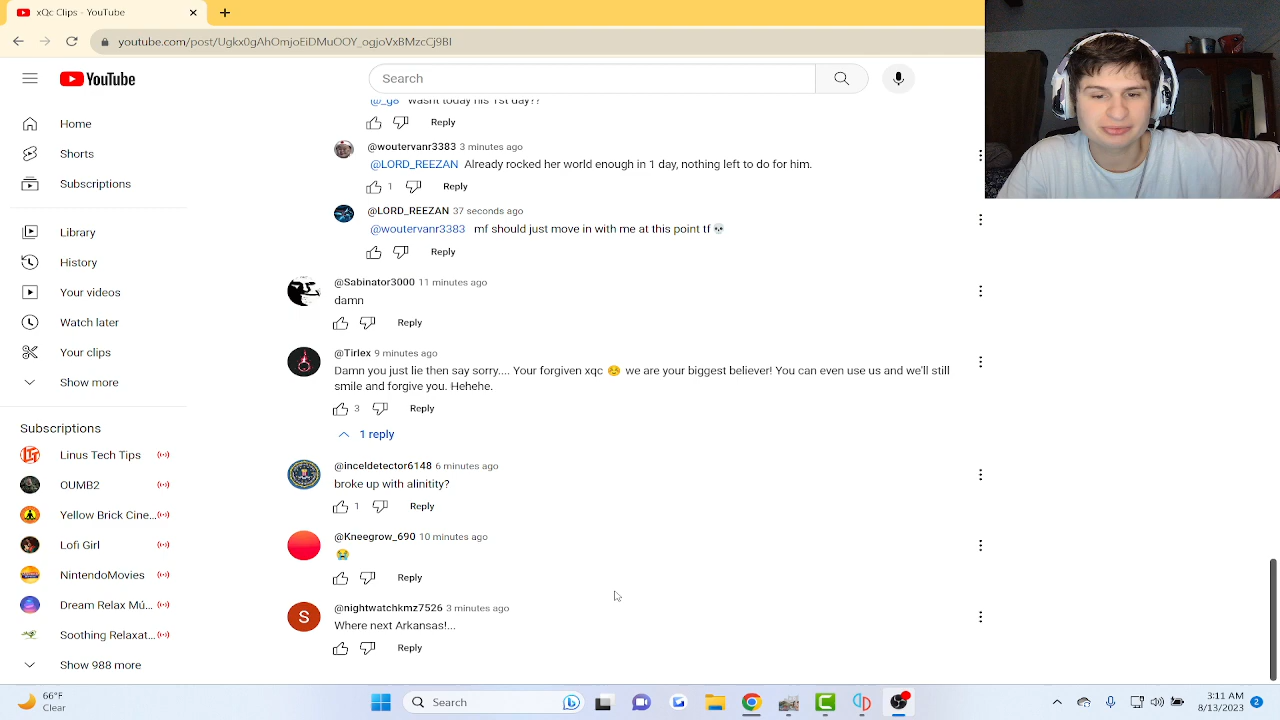 xQc Clips - YouTube
youtube.com/post/Ugkx0gAhOmjoEiDMuOOY_ogjoVxBMzcCj9BI
YouTube
Search
Home
Shorts
Subscriptions
Library
History
Your videos
Watch later
Your clips
Show more
Subscriptions
Linus Tech Tips
OUMB2
Yellow Brick Cine...
Lofi Girl
NintendoMovies
Dream Relax Mú...
Soothing Relaxat...
Show 988 more
wasnt today his 1st day??
Reply
@woutervanr3383 3 minutes ago
@LORD_REEZAN Already rocked her world enough in 1 day, nothing left to do for him.
1 Reply
@LORD_REEZAN 37 seconds ago
@woutervanr3383 mf should just move in with me at this point tf 💀
Reply
@Sabinator3000 11 minutes ago
damn
Reply
@Tirlex 9 minutes ago
Damn you just lie then say sorry.... Your forgiven xqc ☺️ we are your biggest believer! You can even use us and we'll still
smile and forgive you. Hehehe.
3 Reply
1 reply
@inceldetector6148 6 minutes ago
broke up with alinitity?
1 Reply
@Kneegrow_690 10 minutes ago
😭
Reply
S
@nightwatchkmz7526 3 minutes ago
Where next Arkansas!...
Reply
66°F
Clear
Search
3:11 AM
8/13/2023
2